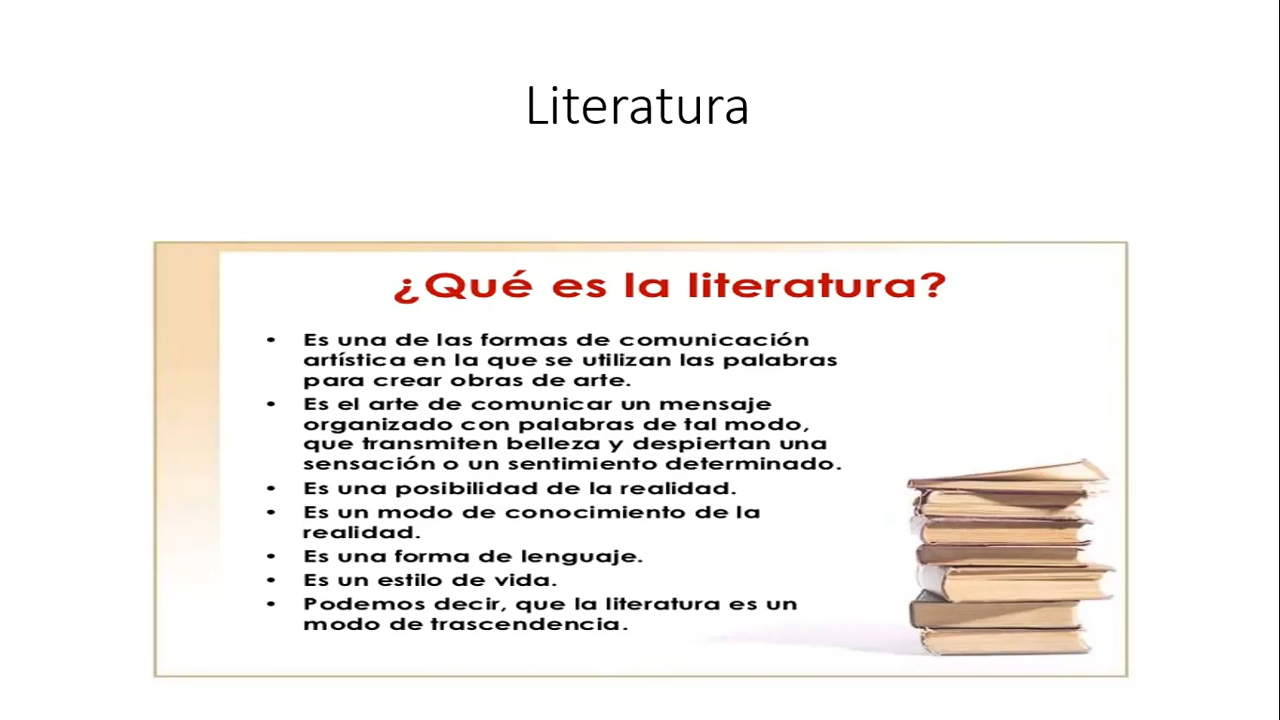 Literatura
¿Qué es la literatura?
• Es una de las formas de comunicación
artística en la que se utilizan las palabras
para crear obras de arte.
• Es el arte de comunicar un mensaje
organizado con palabras de tal modo,
que transmiten belleza y despiertan una
sensación o un sentimiento determinado.
• Es una posibilidad de la realidad.
• Es un modo de conocimiento de la
realidad.
• Es una forma de lenguaje.
• Es un estilo de vida.
• Podemos decir, que la literatura es un
modo de trascendencia.